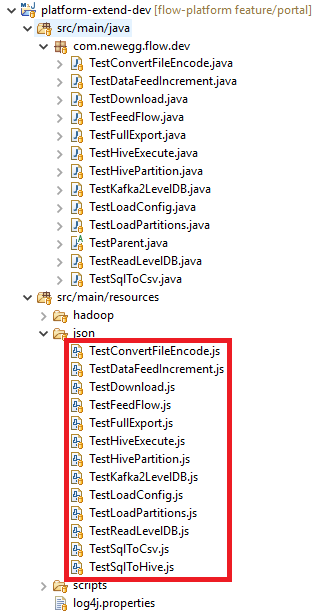 platform-extend-dev [flow-platform feature/portal]
src/main/java
com.newegg.flow.dev
TestConvertFileEncode.java
TestDataFeedIncrement.java
TestDownload.java
TestFeedFlow.java
TestFullExport.java
TestHiveExecute.java
TestHivePartition.java
TestKafka2LevelDB.java
TestLoadConfig.java
TestLoadPartitions.java
TestParent.java
TestReadLevelDB.java
TestSqlToCsv.java
src/main/resources
hadoop
json
TestConvertFileEncode.js
TestDataFeedIncrement.js
TestDownload.js
TestFeedFlow.js
TestFullExport.js
TestHiveExecute.js
TestHivePartition.js
TestKafka2LevelDB.js
TestLoadConfig.js
TestLoadPartitions.js
TestReadLevelDB.js
TestSqlToCsv.js
TestSqlToHive.js
scripts
log4j.properties